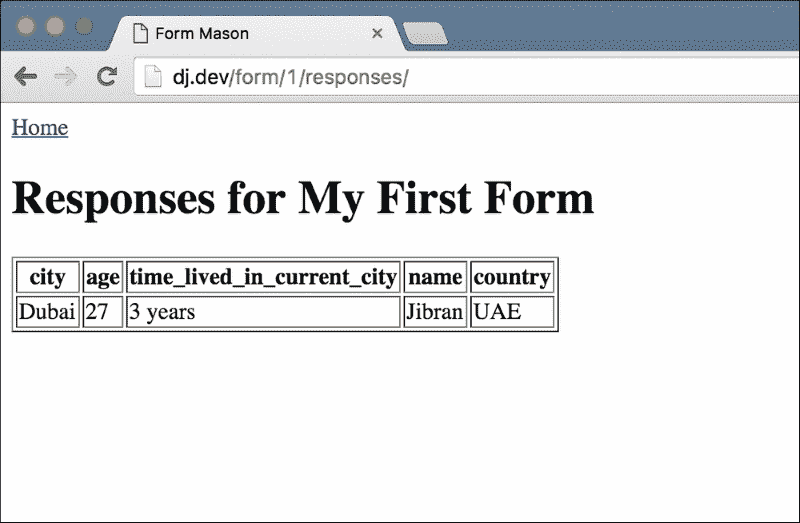 Form Mason
dj.dev/form/1/responses/
Home
Responses for My First Form
city age time_lived_in_current_city name country
Dubai 27 3 years Jibran UAE